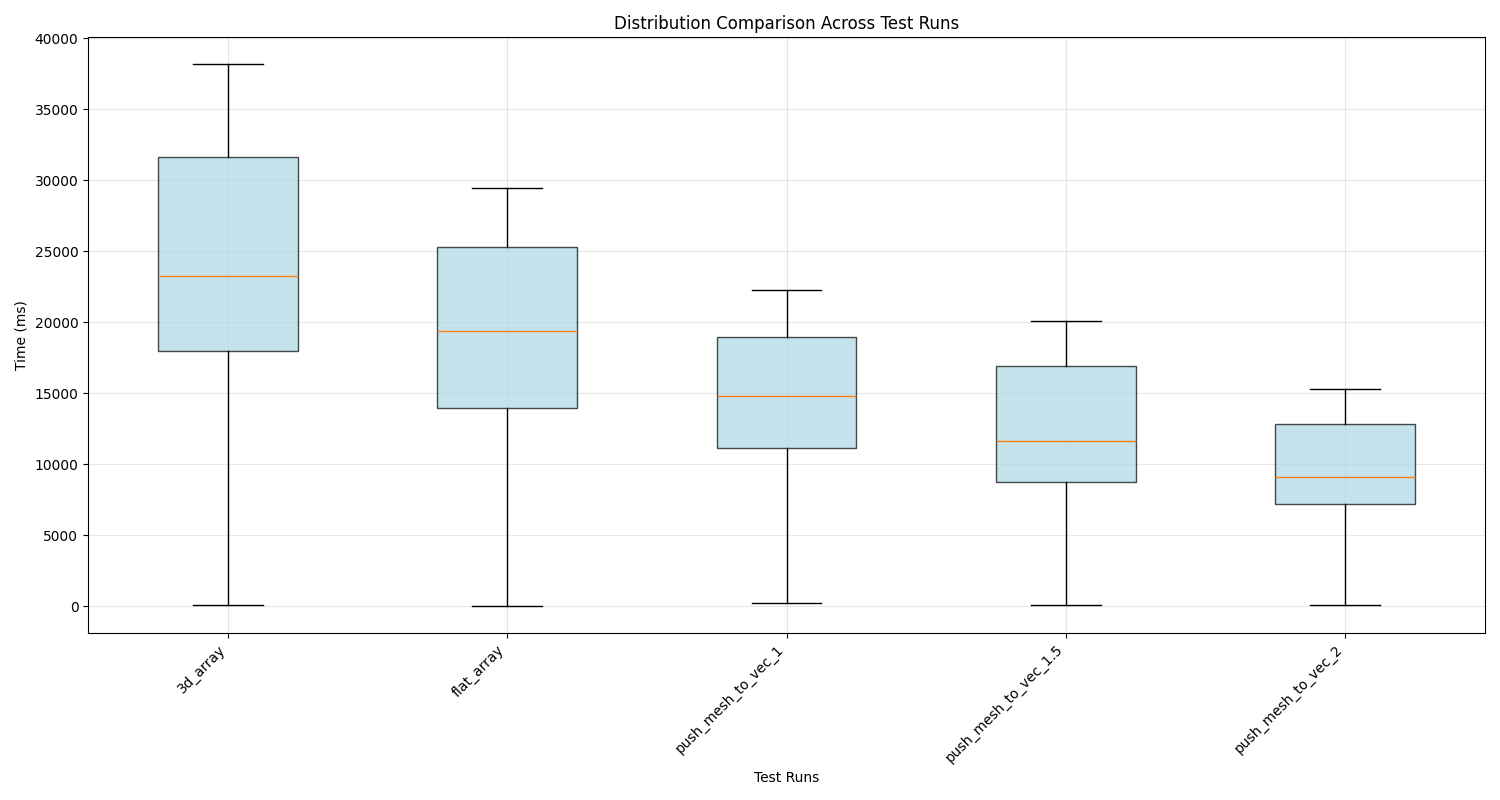 Distribution Comparison Across Test Runs
40000
35000
30000
25000
20000
15000
10000
5000
0
Time (ms)
3d_array
flat_array
push_mesh_to_vec_1
push_mesh_to_vec_1.5
push_mesh_to_vec_2
Test Runs